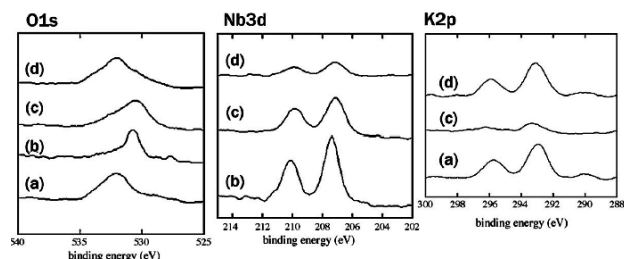 O1s
Nb3d
K2p
(d)
(c)
(b)
(a)
540 535 530 525
binding energy (eV)
(d)
(c)
(b)
214 212 210 208 206 204 202
binding energy (eV)
(d)
(c)
(a)
300 298 296 294 292 290 288
binding energy (eV)